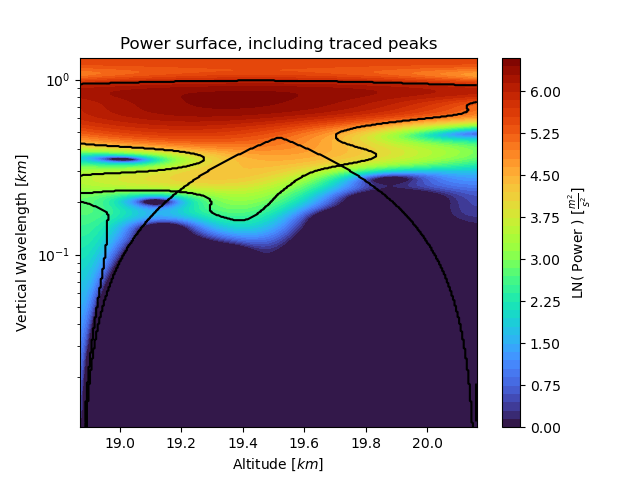 Power surface, including traced peaks
10⁰
10⁻¹
Vertical Wavelength [km]
19.0 19.2 19.4 19.6 19.8 20.0
Altitude [km]
6.00
5.25
4.50
3.75
3.00
2.25
1.50
0.75
0.00
LN( Power ) [m²/s²]